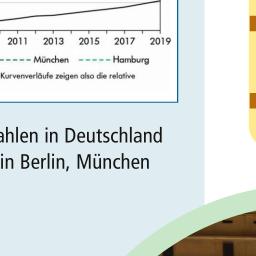 2011 2013 2015 2017 2019
München Hamburg
Kurvenverläufe zeigen also die relative
ahlen in Deutschland
in Berlin, München